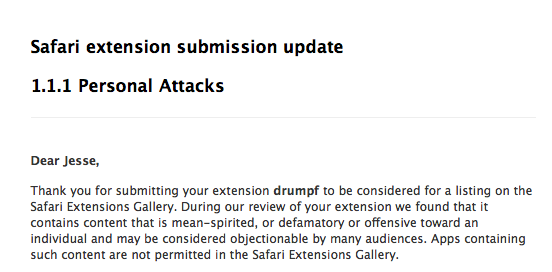 Safari extension submission update
1.1.1 Personal Attacks
Dear Jesse,
Thank you for submitting your extension drumpf to be considered for a listing on the
Safari Extensions Gallery. During our review of your extension we found that it
contains content that is mean-spirited, or defamatory or offensive toward an
individual and may be considered objectionable by many audiences. Apps containing
such content are not permitted in the Safari Extensions Gallery.